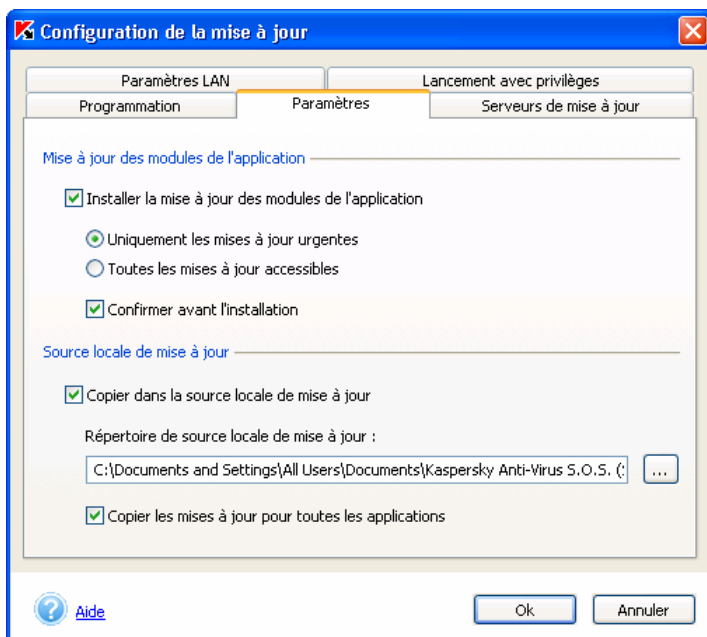 Configuration de la mise à jour
Paramètres LAN
Lancement avec privilèges
Programmation
Paramètres
Serveurs de mise à jour
Mise à jour des modules de l'application
Installer la mise à jour des modules de l'application
Uniquement les mises à jour urgentes
Toutes les mises à jour accessibles
Confirmer avant l'installation
Source locale de mise à jour
Copier dans la source locale de mise à jour
Répertoire de source locale de mise à jour :
C:\Documents and Settings\All Users\Documents\Kaspersky Anti-Virus S.O.S. (
...
Copier les mises à jour pour toutes les applications
Aide
Ok
Annuler